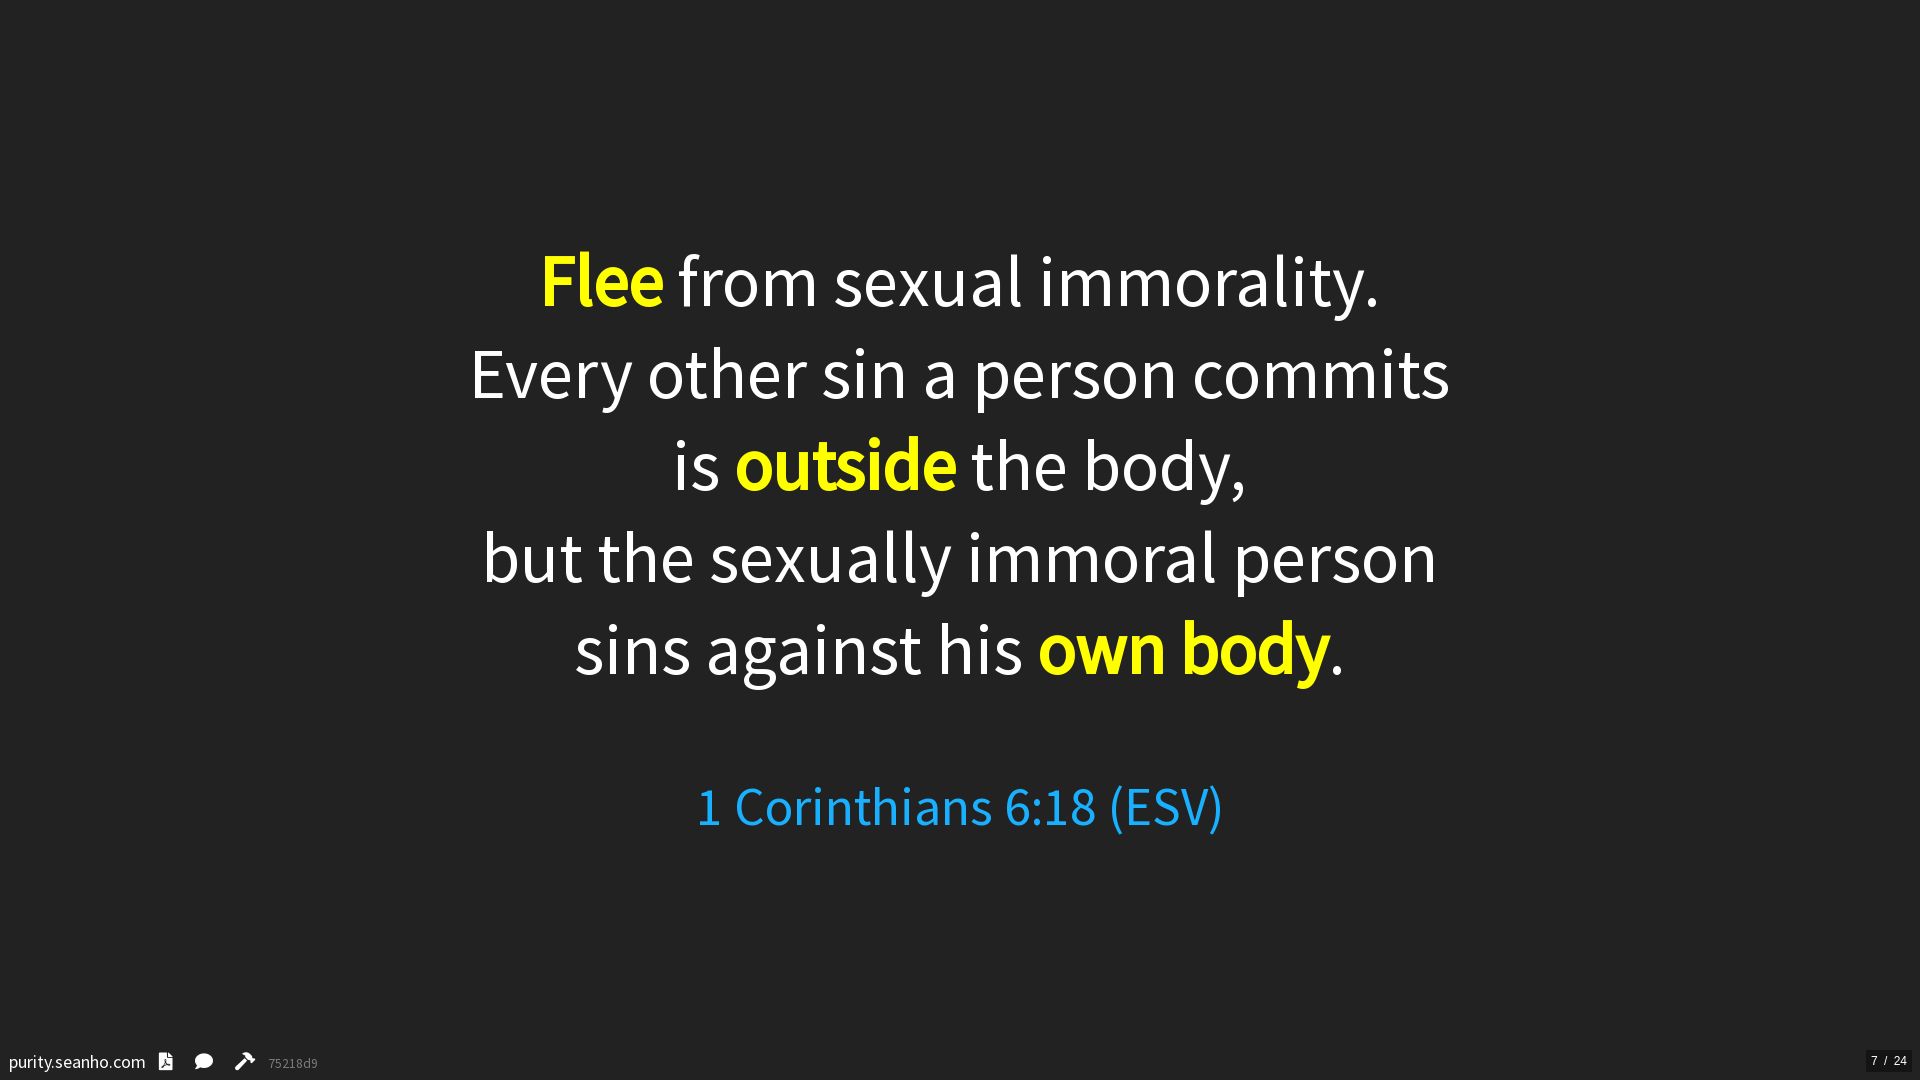 Flee from sexual immorality.
Every other sin a person commits
is outside the body,
but the sexually immoral person
sins against his own body.
1 Corinthians 6:18 (ESV)
purity.seanho.com 75218d9
7 / 24